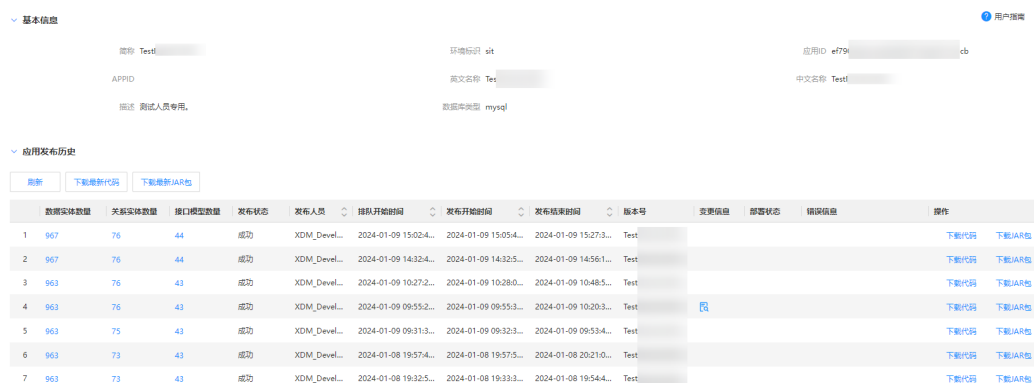 基本信息
用户指南
简称 Test
环境标识 sit
应用ID ef79 cb
APPID
英文名称 Tes
中文名称 Test
描述 测试人员专用。
数据库类型 mysql
应用发布历史
刷新 下载最新代码 下载最新JAR包
数据实体数量 关系实体数量 接口模型数量 发布状态 发布人员 排队开始时间 发布开始时间 发布结束时间 版本号 变更信息 部署状态 错误信息 操作
1 967 76 44 成功 XDM_Devel... 2024-01-09 15:02:4... 2024-01-09 15:05:4... 2024-01-09 15:27:3... Test 下载代码 下载JAR包
2 967 76 44 成功 XDM_Devel... 2024-01-09 14:32:4... 2024-01-09 14:32:5... 2024-01-09 14:56:1... Test 下载代码 下载JAR包
3 963 76 43 成功 XDM_Devel... 2024-01-09 10:27:2... 2024-01-09 10:28:0... 2024-01-09 10:48:5... Test 下载代码 下载JAR包
4 963 76 43 成功 XDM_Devel... 2024-01-09 09:55:2... 2024-01-09 09:55:3... 2024-01-09 10:20:3... Test 下载代码 下载JAR包
5 963 75 43 成功 XDM_Devel... 2024-01-09 09:31:3... 2024-01-09 09:32:3... 2024-01-09 09:53:4... Test 下载代码 下载JAR包
6 963 73 43 成功 XDM_Devel... 2024-01-08 19:57:4... 2024-01-08 19:57:5... 2024-01-08 20:21:0... Test 下载代码 下载JAR包
7 963 73 43 成功 XDM_Devel... 2024-01-08 19:32:5... 2024-01-08 19:33:3... 2024-01-08 19:54:4... Test 下载代码 下载JAR包